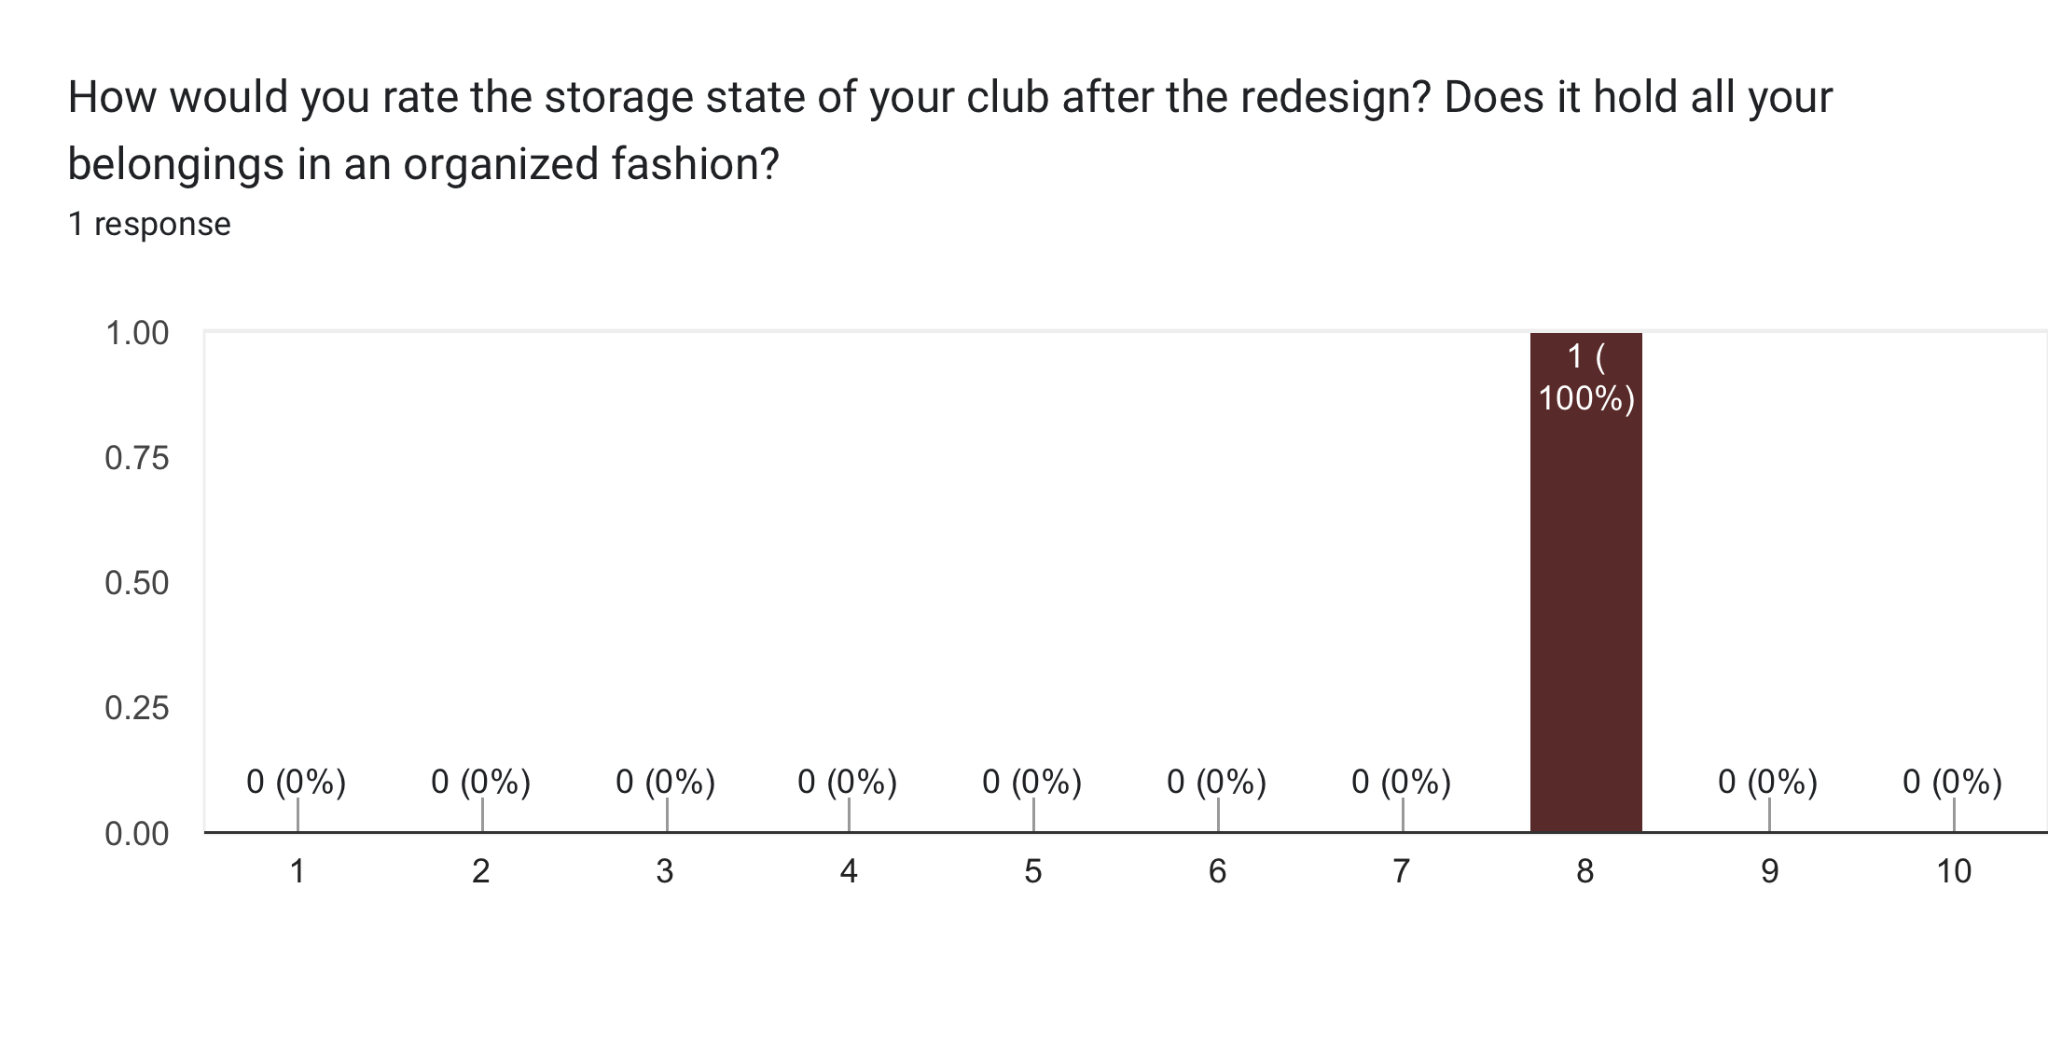 How would you rate the storage state of your club after the redesign? Does it hold all your
belongings in an organized fashion?
1 response
1.00
1 (
100%)
0.75
0.50
0.25
0 (0%) 0 (0%) 0 (0%) 0 (0%) 0 (0%) 0 (0%) 0 (0%) 0 (0%) 0 (0%)
0.00
1 2 3 4 5 6 7 8 9 10